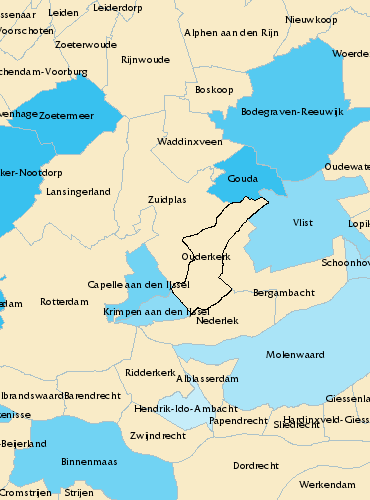 ssenaar
Leiden
Leiderdorp
Nieuwkoop
Voorschoten
Alphen aan den Rijn
Zoeterwoude
Woerde
Rijnwoude
chendam-Voorburg
Boskoop
venhage
Zoetermeer
Bodegraven-Reeuwijk
Waddinxveen
Oudewate
ker-Nootdorp
Gouda
Lansingerland
Zuidplas
Vlist
Lopik
Ouderkerk
Schoonhov
Capelle aan den IJssel
Bergambacht
edam
Rotterdam
Krimpen aan den IJssel
Nederlek
Molenwaard
Ridderkerk
Alblasserdam
lbrandswaard
Barendrecht
Giessenla
Hendrik-Ido-Ambacht
kenisse
Papendrecht
Sliedrecht
Hardinxveld-Giess
Zwijndrecht
-Beijerland
Binnenmaas
Dordrecht
Werkendam
Cromstrijen
Strijen